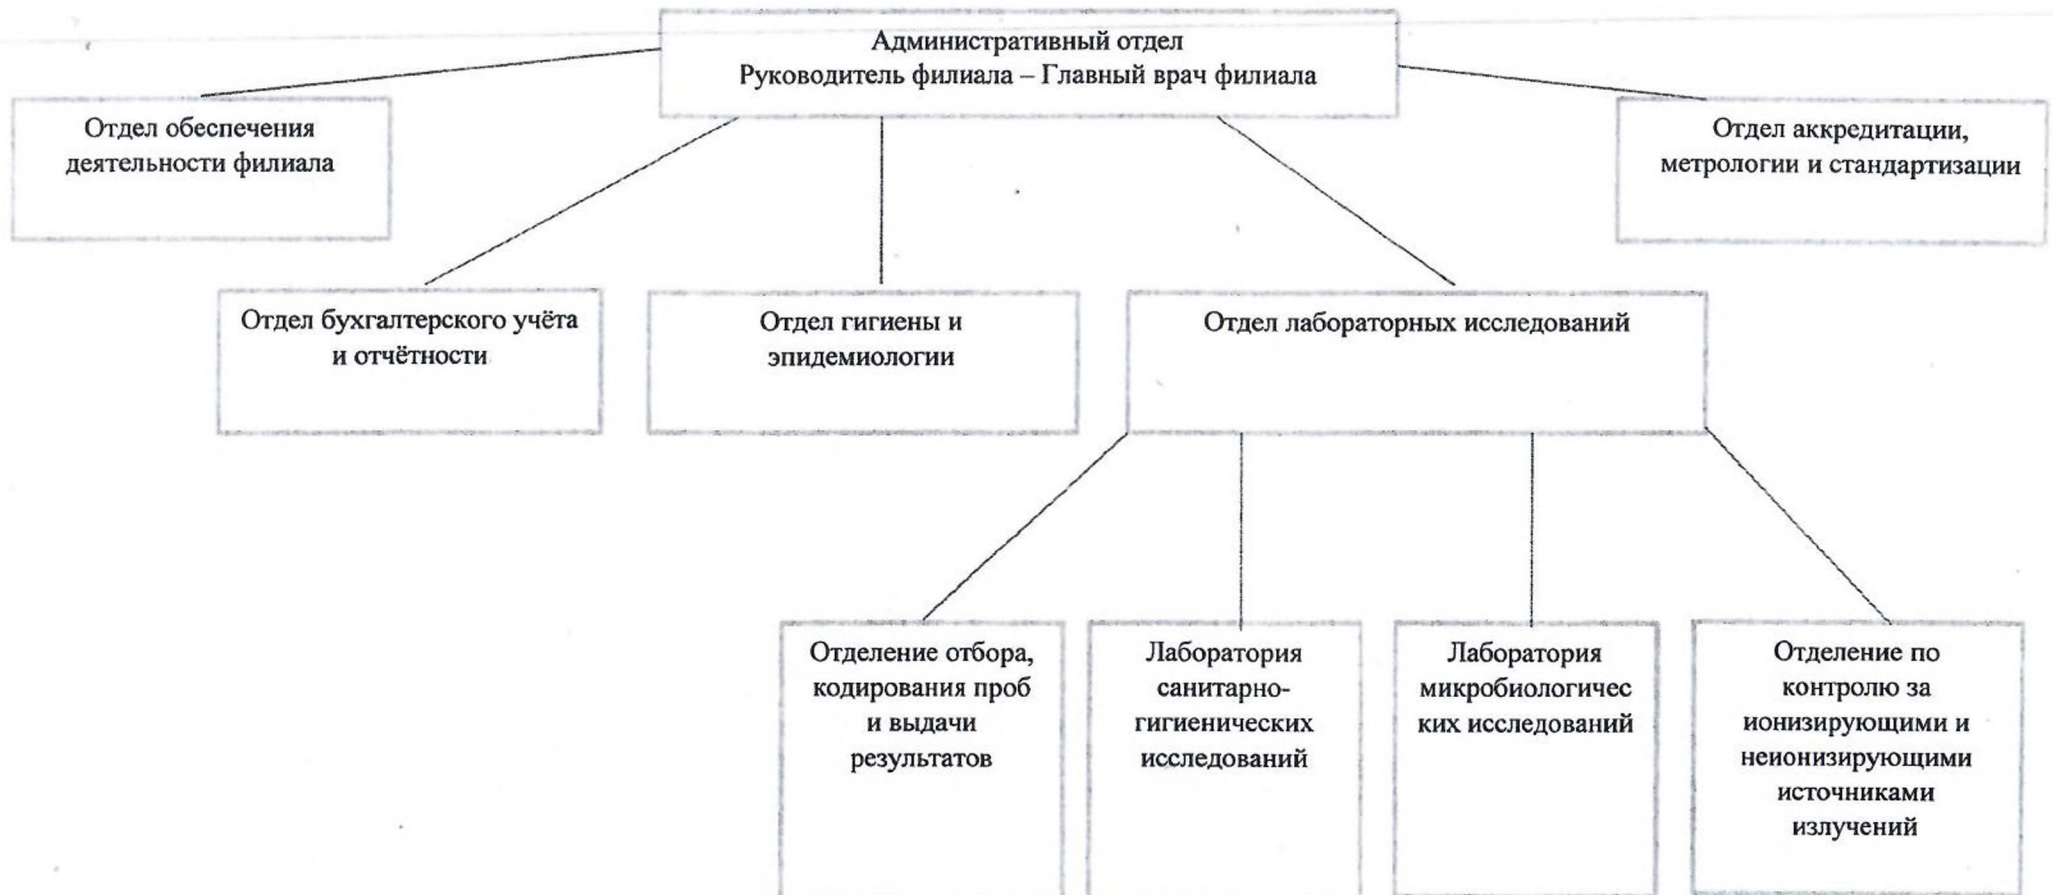 Административный отдел
Руководитель филиала – Главный врач филиала
Отдел обеспечения
деятельности филиала
Отдел аккредитации,
метрологии и стандартизации
Отдел бухгалтерского учёта
и отчётности
Отдел гигиены и
эпидемиологии
Отдел лабораторных исследований
Отделение отбора,
кодирования проб
и выдачи
результатов
Лаборатория
санитарно-
гигиенических
исследований
Лаборатория
микробиологичес
ких исследований
Отделение по
контролю за
ионизирующими и
неионизирующими
источниками
излучений